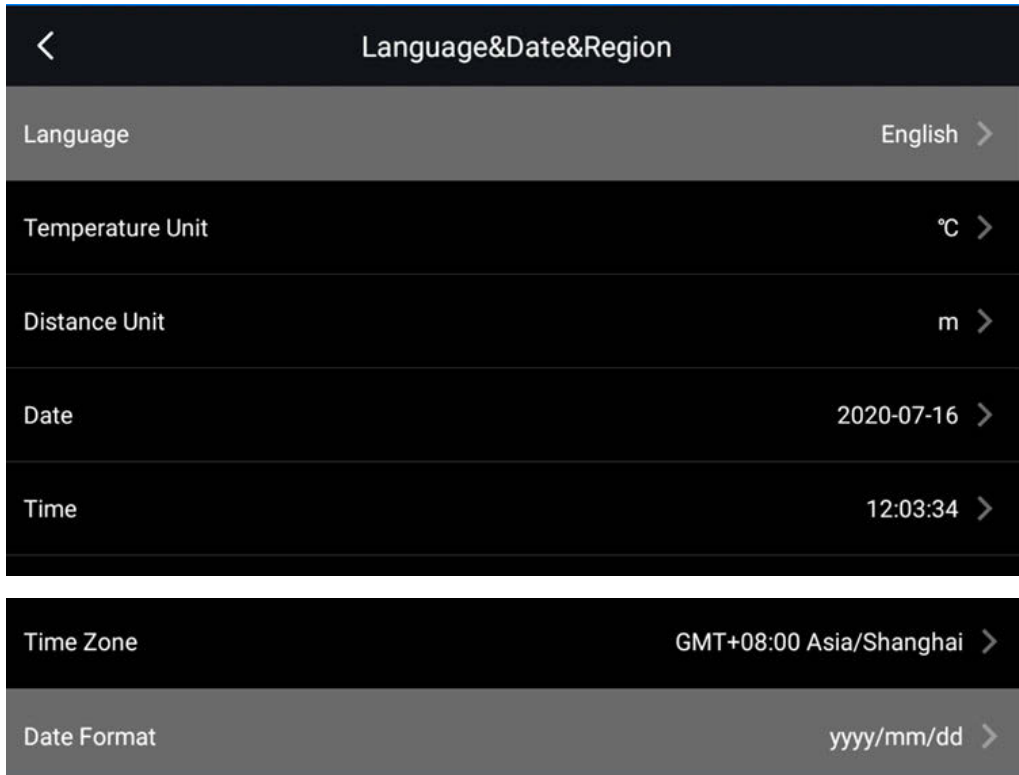 Language&Date&Region
Language English
Temperature Unit ℃
Distance Unit m
Date 2020-07-16
Time 12:03:34
Time Zone GMT+08:00 Asia/Shanghai
Date Format yyyy/mm/dd